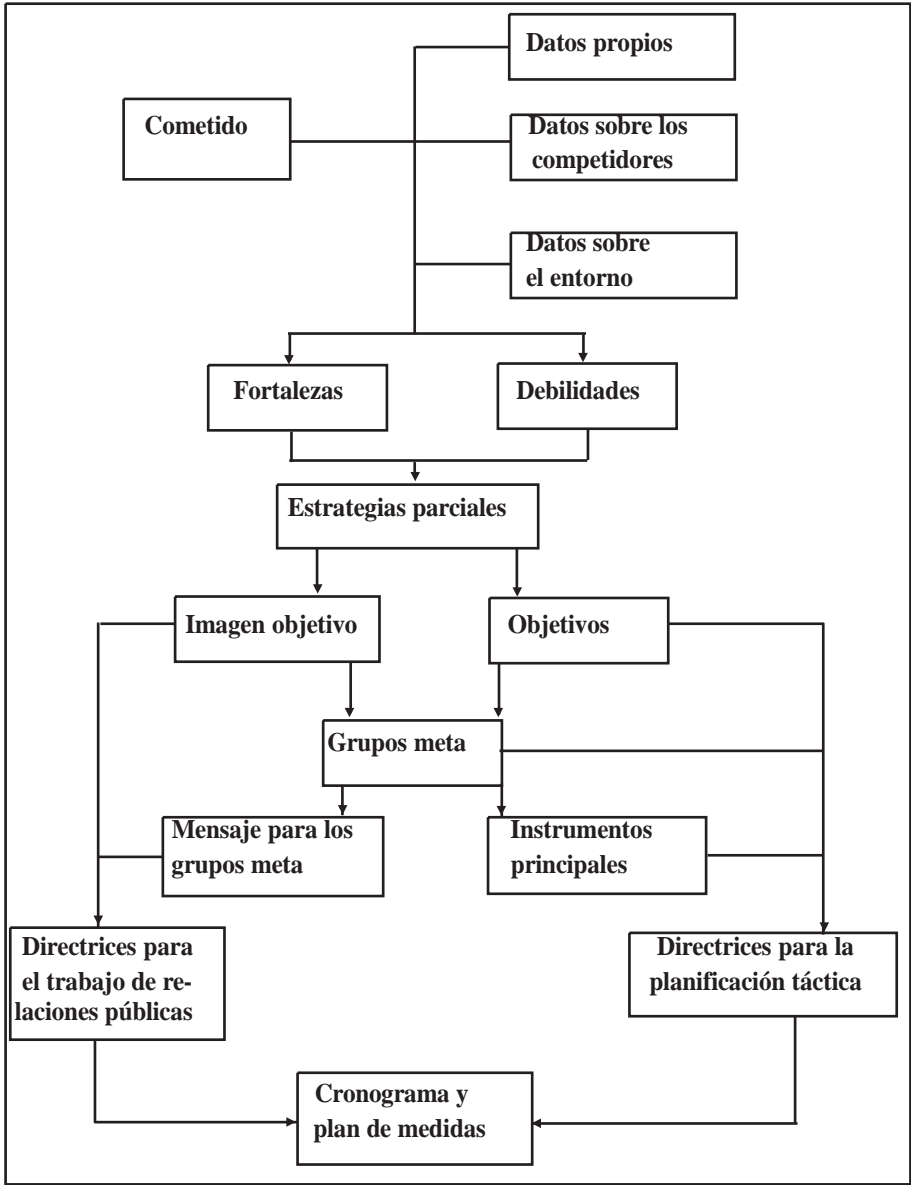 Datos propios
Cometido
Datos sobre los
competidores
Datos sobre
el entorno
Fortalezas
Debilidades
Estrategias parciales
Imagen objetivo
Objetivos
Grupos meta
Mensaje para los
grupos meta
Instrumentos
principales
Directrices para
el trabajo de re-
laciones públicas
Directrices para la
planificación táctica
Cronograma y
plan de medidas